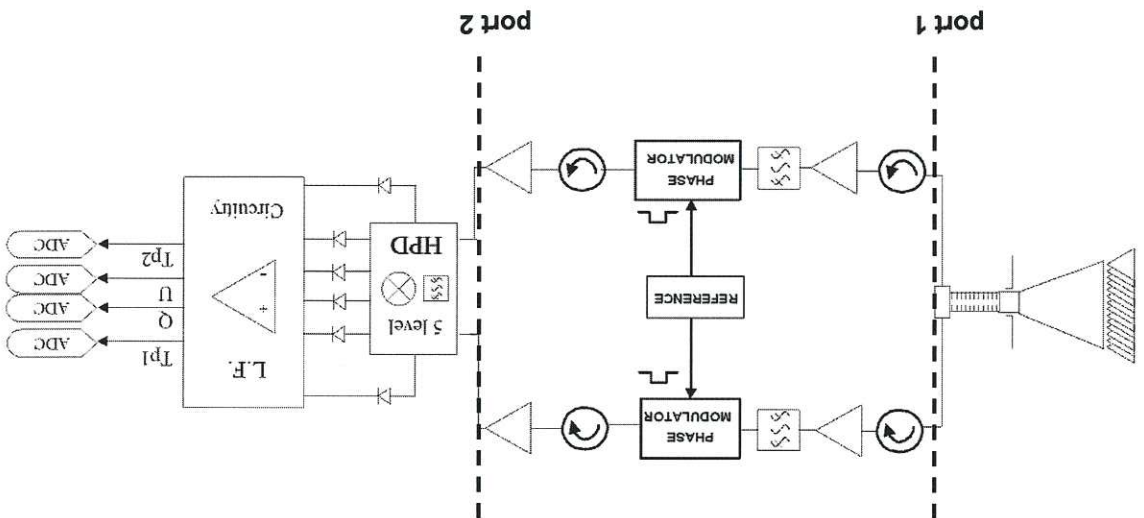 PHASE
MODULATOR
L.F.
Tp1
ADC
5 level
Q
ADC
+
REFERENCE
U
ADC
-
Tp2
ADC
HPD
Circuitry
PHASE
MODULATOR
port 1
port 2